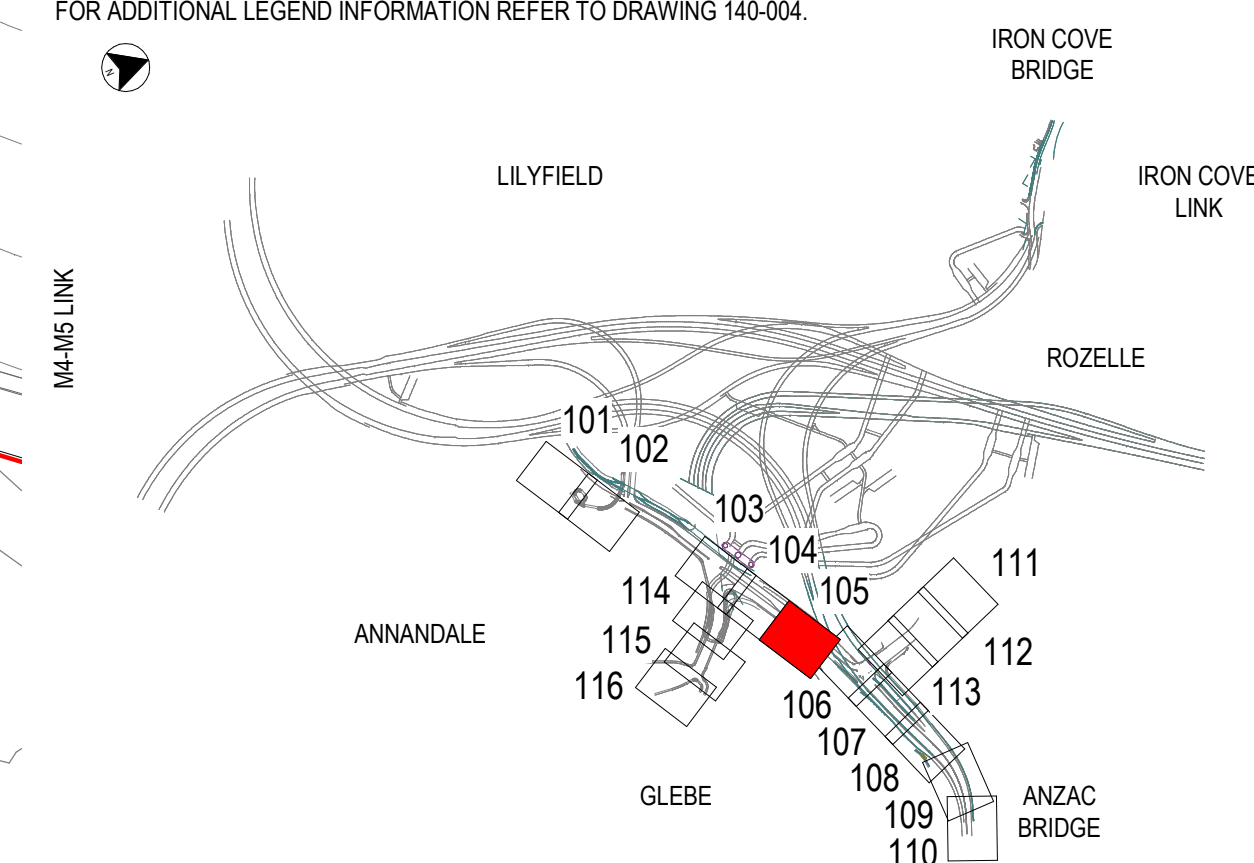 FOR ADDITIONAL LEGEND INFORMATION REFER TO DRAWING 140-004.
N
IRON COVE
BRIDGE
LILYFIELD
IRON COVE
LINK
M4-M5 LINK
ROZELLE
101
102
103
104
105
111
114
ANNANDALE
115
112
116
113
106
107
108
GLEBE
ANZAC
BRIDGE
109
110